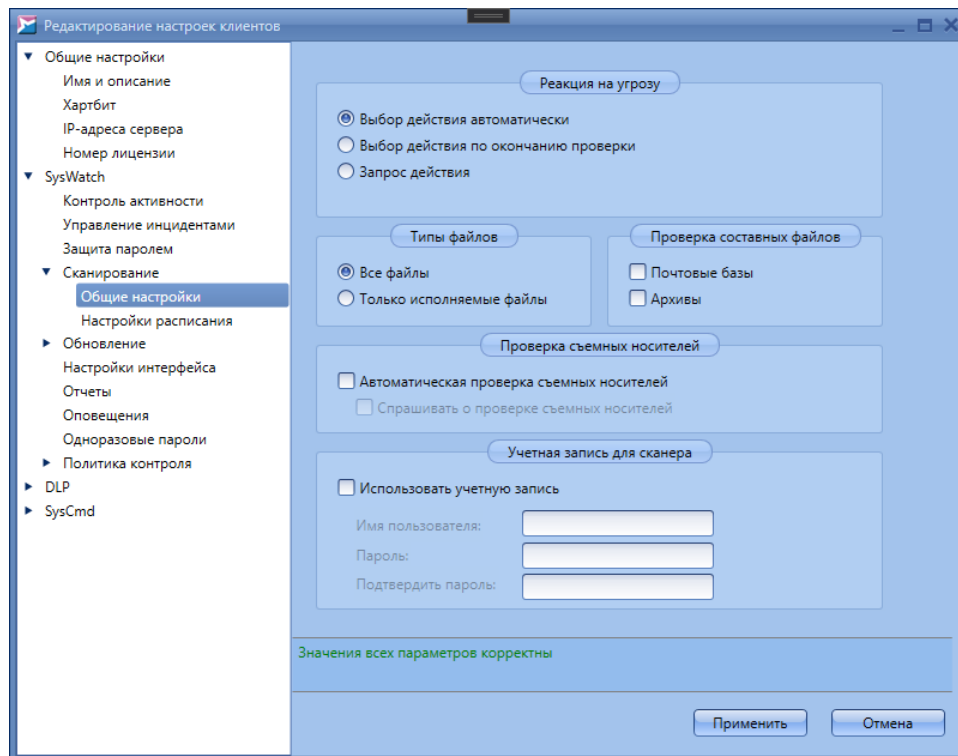 Редактирование настроек клиентов
Общие настройки
Имя и описание
Хартбит
IP-адреса сервера
Номер лицензии
SysWatch
Контроль активности
Управление инцидентами
Защита паролем
Сканирование
Общие настройки
Настройки расписания
Обновление
Настройки интерфейса
Отчеты
Оповещения
Одноразовые пароли
Политика контроля
DLP
SysCmd
Реакция на угрозу
Выбор действия автоматически
Выбор действия по окончанию проверки
Запрос действия
Типы файлов
Все файлы
Только исполняемые файлы
Проверка составных файлов
Почтовые базы
Архивы
Проверка съемных носителей
Автоматическая проверка съемных носителей
Спрашивать о проверке съемных носителей
Учетная запись для сканера
Использовать учетную запись
Имя пользователя:
Пароль:
Подтвердить пароль:
Значения всех параметров корректны
Применить
Отмена